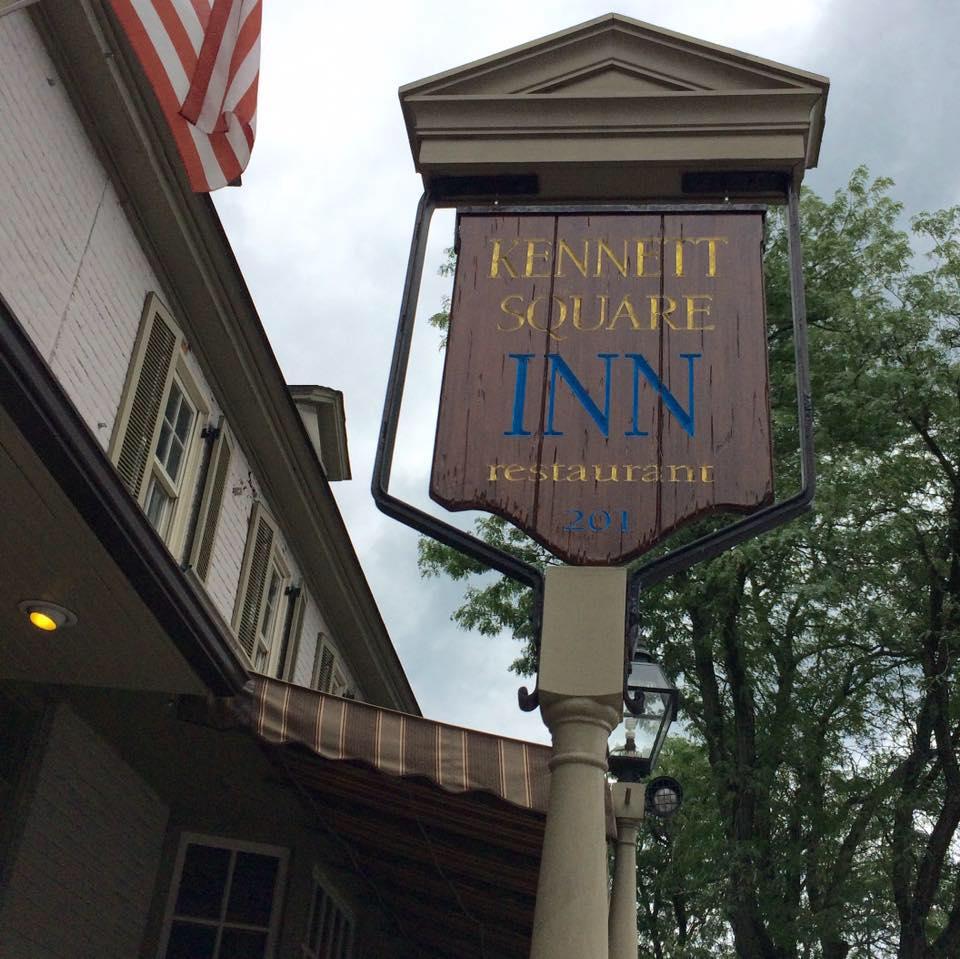 KENNETT
SQUARE
INN
restaurant
201